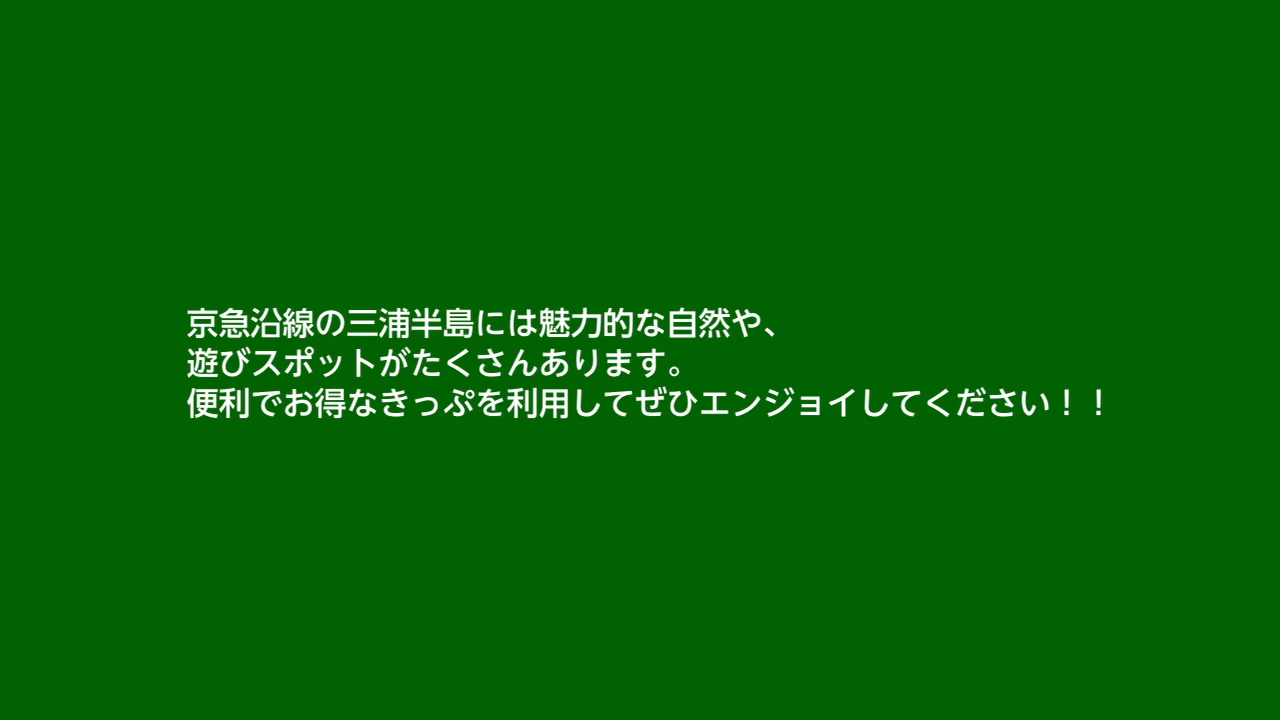 京急沿線の三浦半島には魅力的な自然や、
遊びスポットがたくさんあります。
便利でお得なきっぷを利用してぜひエンジョイしてください！！